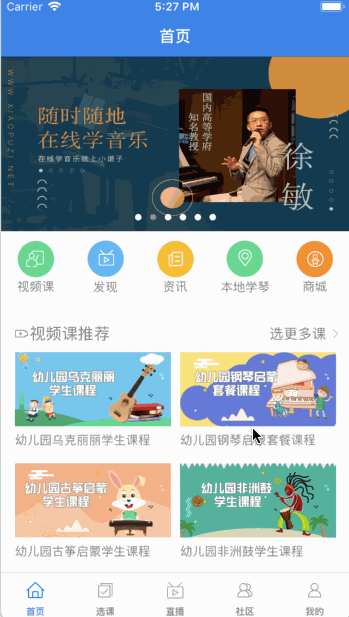 Carrier
5:27 PM
首页
WWW.XIAOPUZI.NET
随时随地
在线学音乐
在线学音乐就上小谱子
国内高等学府
知名教授
徐敏
视频课
发现
资讯
本地学琴
商城
视频课推荐
选更多课
幼儿园乌克丽丽
学生课程
幼儿园钢琴启蒙
套餐课程
幼儿园乌克丽丽学生课程
幼儿园钢琴启蒙套餐课程
幼儿园古筝启蒙
学生课程
幼儿园非洲鼓
学生课程
幼儿园古筝启蒙学生课程
幼儿园非洲鼓学生课程
首页
选课
直播
社区
我的